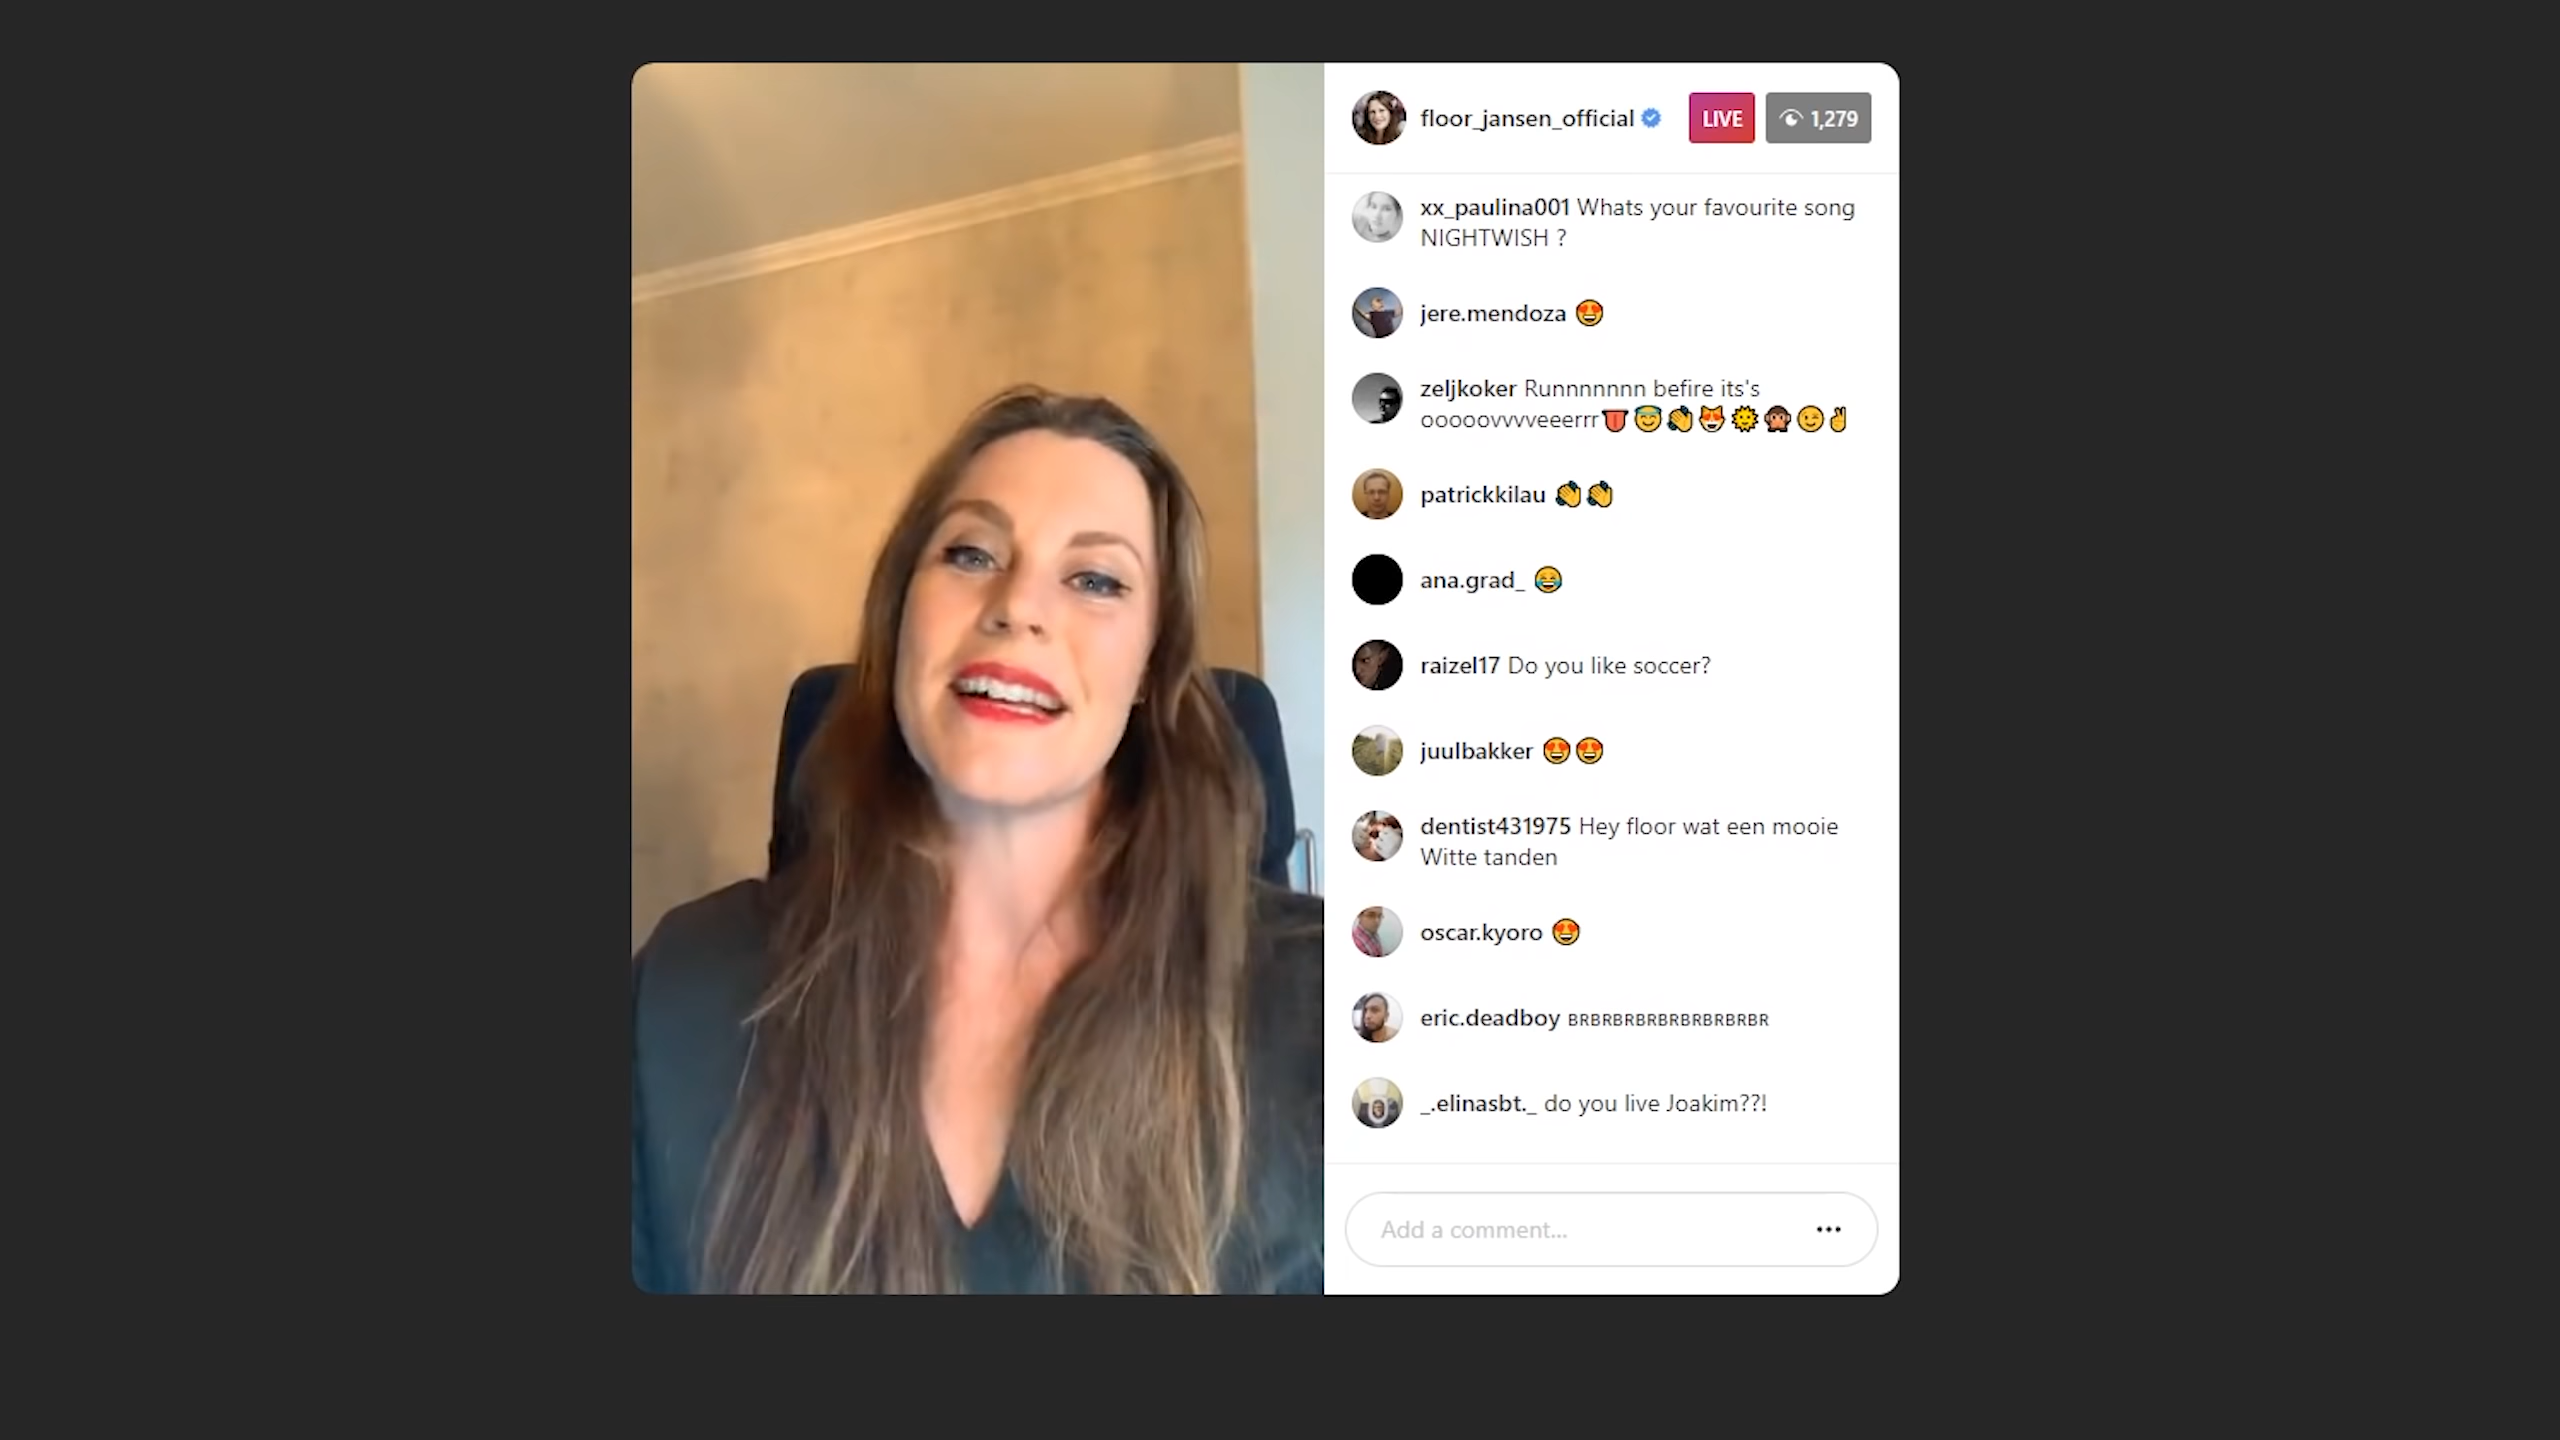 floor_jansen_official LIVE 1,279
xx_paulina001 Whats your favourite song
NIGHTWISH ?
jere.mendoza 😍
zeljkoker Runnnnnnn befire its's
ooooovvvveeerrr👅😇👏😻🌞🙊😉✌
patrickkilau 👏👏
ana.grad_ 😂
raizel17 Do you like soccer?
juulbakker 😍😍
dentist431975 Hey floor wat een mooie
Witte tanden
oscar.kyoro 😍
eric.deadboy ʙʀʙʀʙʀʙʀʙʀʙʀʙʀʙʀʙʀ
_.elinasbt._ do you live Joakim??!
Add a comment...